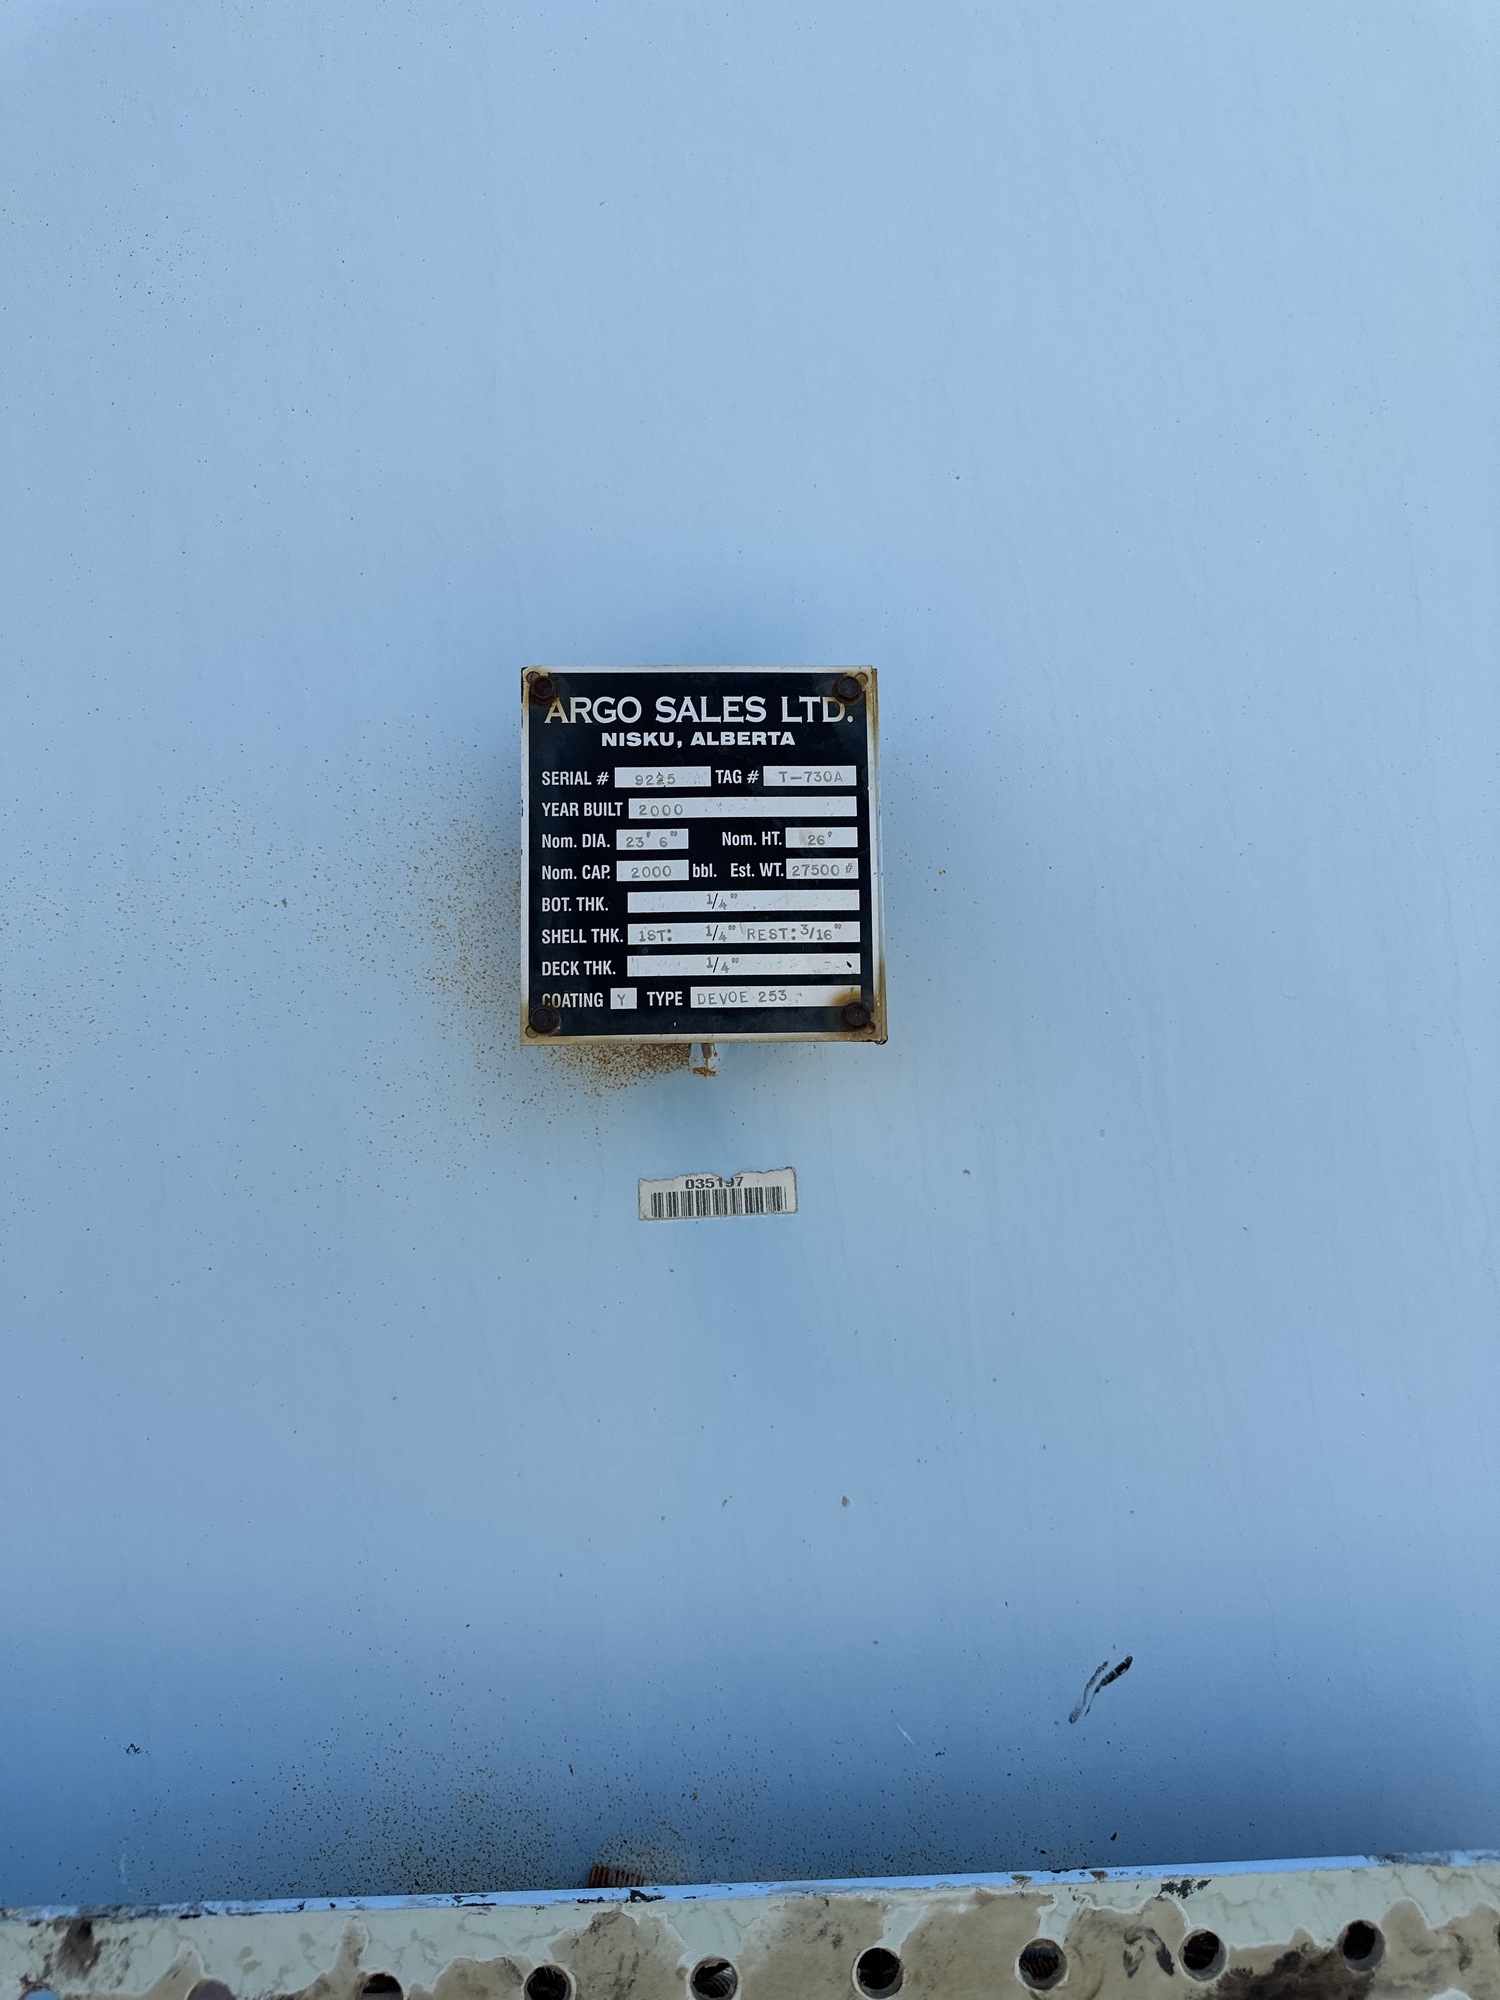 ARGO SALES LTD.
NISKU, ALBERTA
SERIAL # 9225 TAG # T-730A
YEAR BUILT 2000
Nom. DIA. 23' 6" Nom. HT. 26'
Nom. CAP. 2000 bbl. Est. WT. 27500 #
BOT. THK. 1/4"
SHELL THK. 1ST: 1/4" REST: 3/16"
DECK THK. 1/4"
COATING Y TYPE DEVOE 253
035197